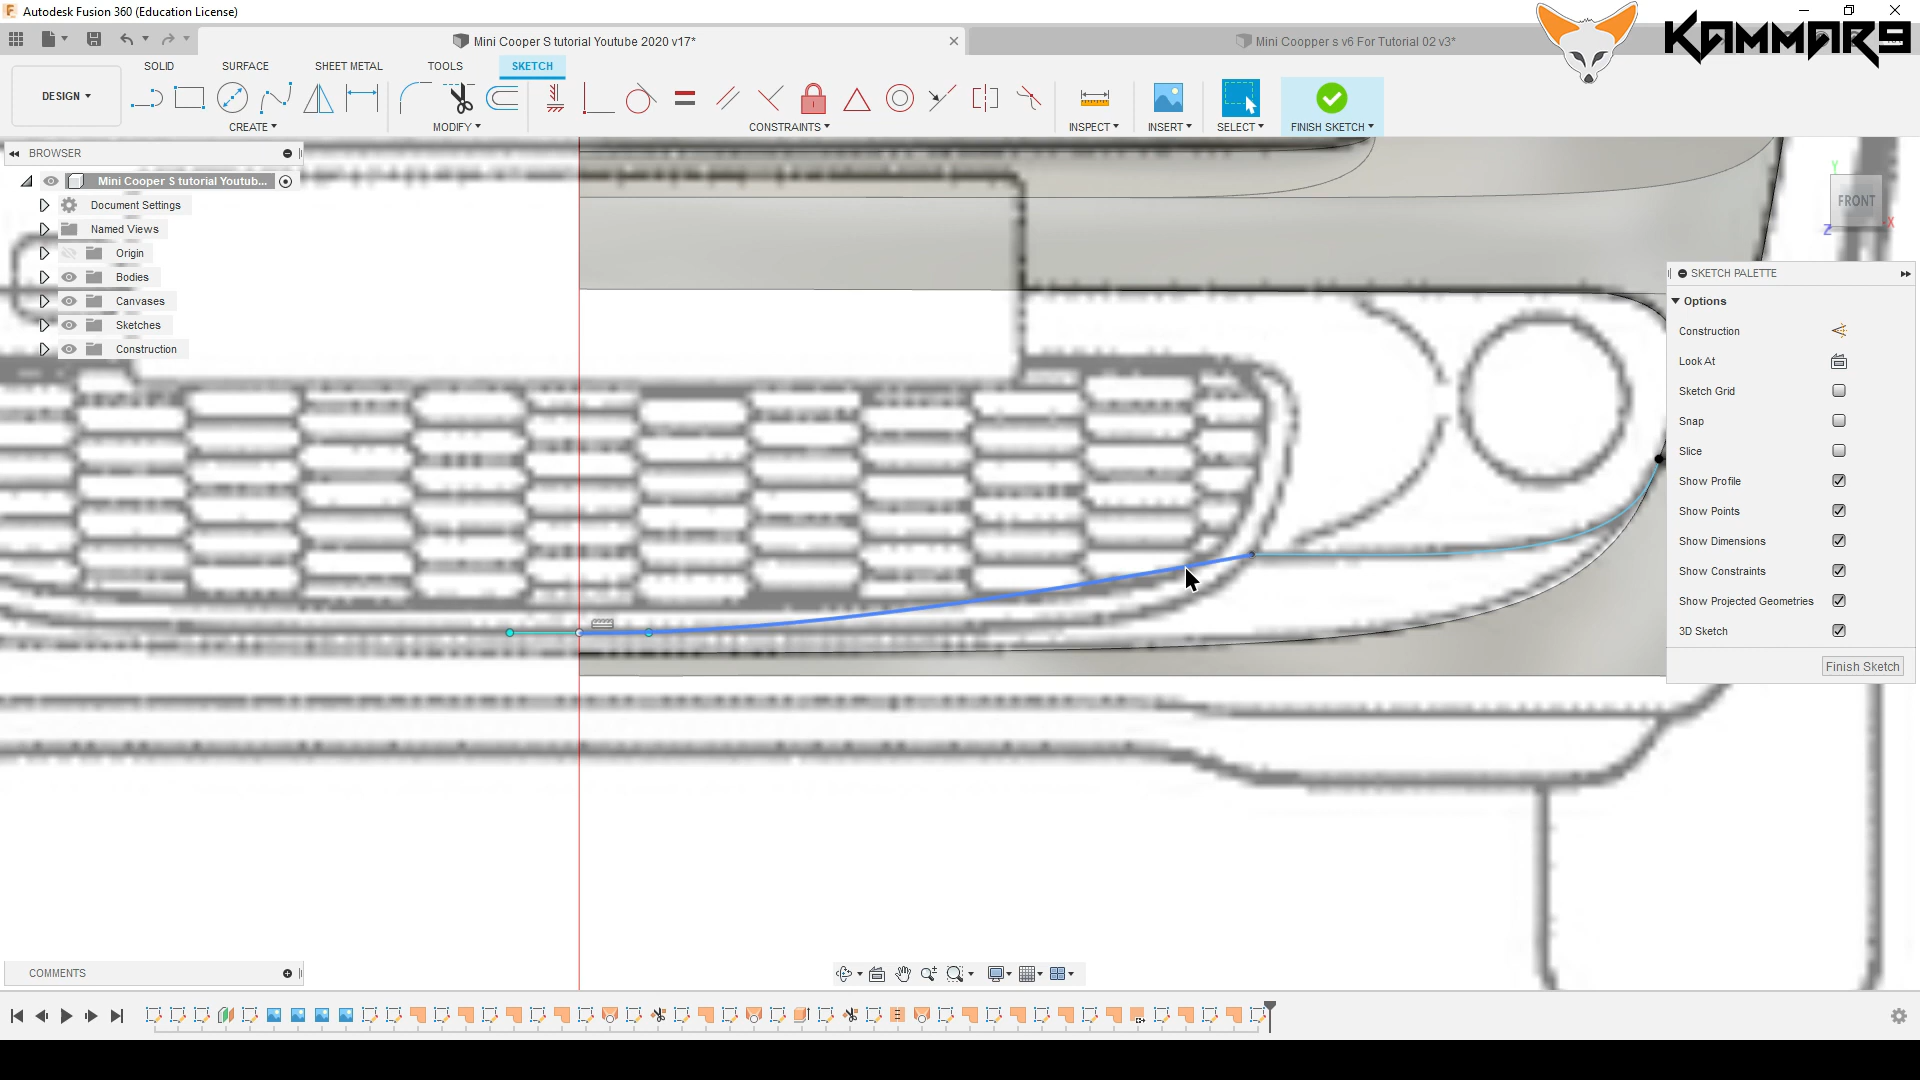 Autodesk Fusion 360 (Education License)
KAMMAR9
Mini Cooper S tutorial Youtube 2020 v17*
Mini Coopper s v6 For Tutorial 02 v3*
SOLID
SURFACE
SHEET METAL
TOOLS
SKETCH
DESIGN
CREATE
MODIFY
CONSTRAINTS
INSPECT
INSERT
SELECT
FINISH SKETCH
BROWSER
Mini Cooper S tutorial Youtub...
Document Settings
Named Views
Origin
Bodies
Canvases
Sketches
Construction
Y
FRONT
X
Z
SKETCH PALETTE
Options
Construction
Look At
Sketch Grid
Snap
Slice
Show Profile
Show Points
Show Dimensions
Show Constraints
Show Projected Geometries
3D Sketch
Finish Sketch
COMMENTS